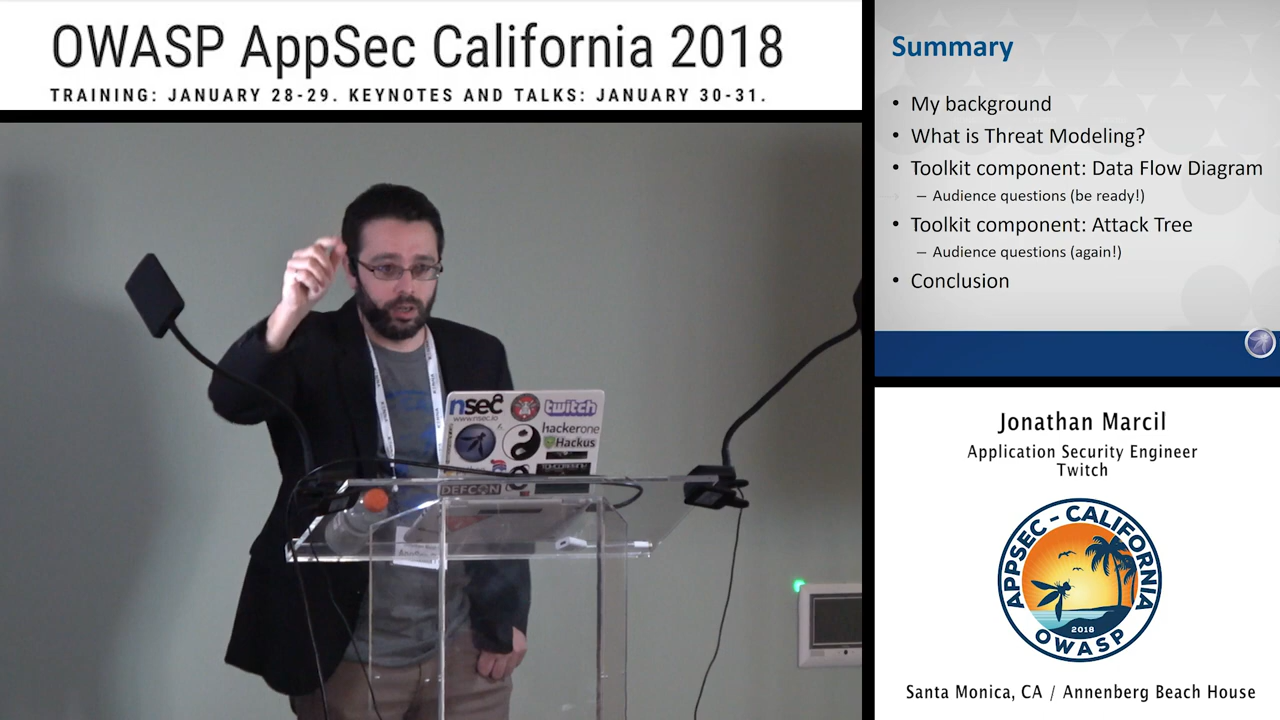 OWASP AppSec California 2018
TRAINING: JANUARY 28-29. KEYNOTES AND TALKS: JANUARY 30-31.
Summary
• My background
• What is Threat Modeling?
• Toolkit component: Data Flow Diagram
– Audience questions (be ready!)
• Toolkit component: Attack Tree
– Audience questions (again!)
• Conclusion
nsec
www.nsec.io
twitch
hackerone
Hackus
DEFCON
Jonathan Marcil
Application Security Engineer
Twitch
APPSEC - CALIFORNIA
2018
OWASP
Santa Monica, CA / Annenberg Beach House